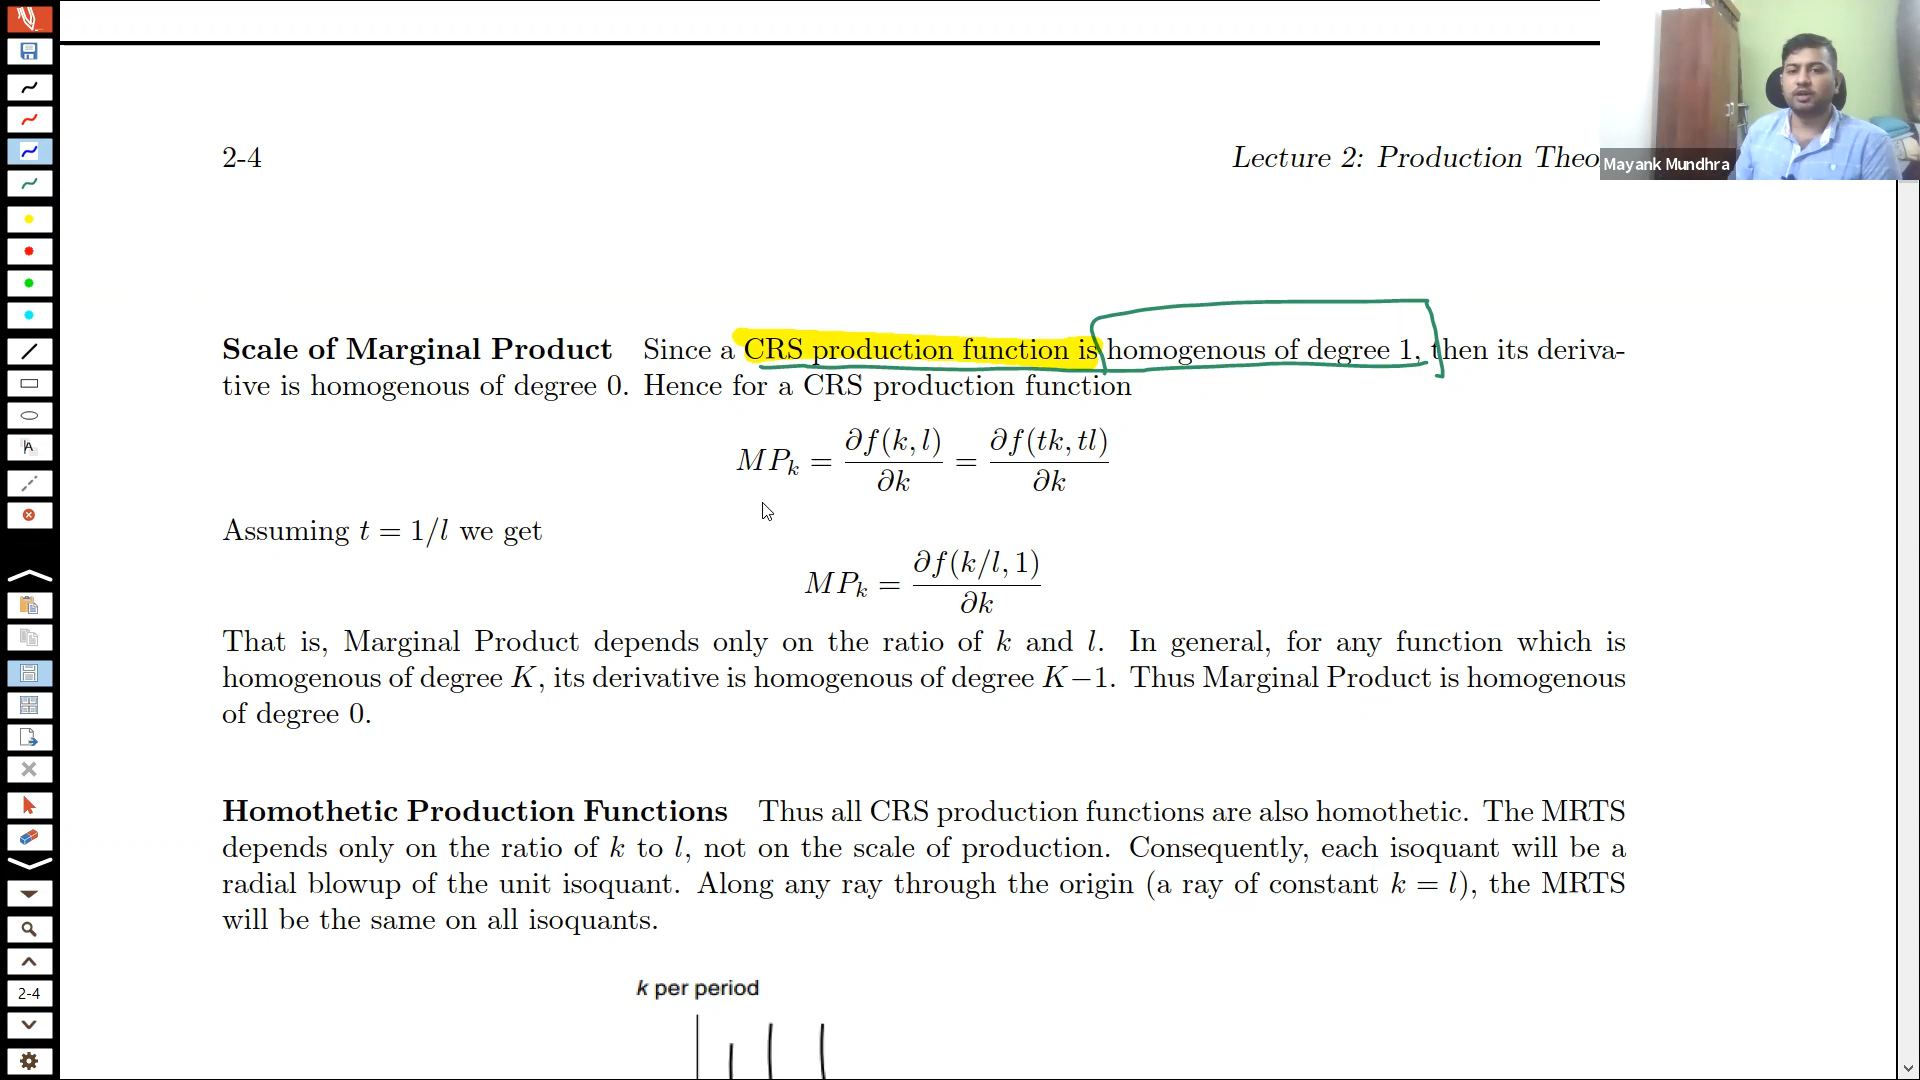 2-4
Lecture 2: Production Theo
Mayank Mundhra
Scale of Marginal Product Since a CRS production function is homogenous of degree 1, then its deriva-
tive is homogenous of degree 0. Hence for a CRS production function
MP_k = ∂f(k, l)/∂k = ∂f(tk, tl)/∂k
Assuming t = 1/l we get
MP_k = ∂f(k/l, 1)/∂k
That is, Marginal Product depends only on the ratio of k and l. In general, for any function which is
homogenous of degree K, its derivative is homogenous of degree K−1. Thus Marginal Product is homogenous
of degree 0.
Homothetic Production Functions Thus all CRS production functions are also homothetic. The MRTS
depends only on the ratio of k to l, not on the scale of production. Consequently, each isoquant will be a
radial blowup of the unit isoquant. Along any ray through the origin (a ray of constant k = l), the MRTS
will be the same on all isoquants.
k per period
A
2-4